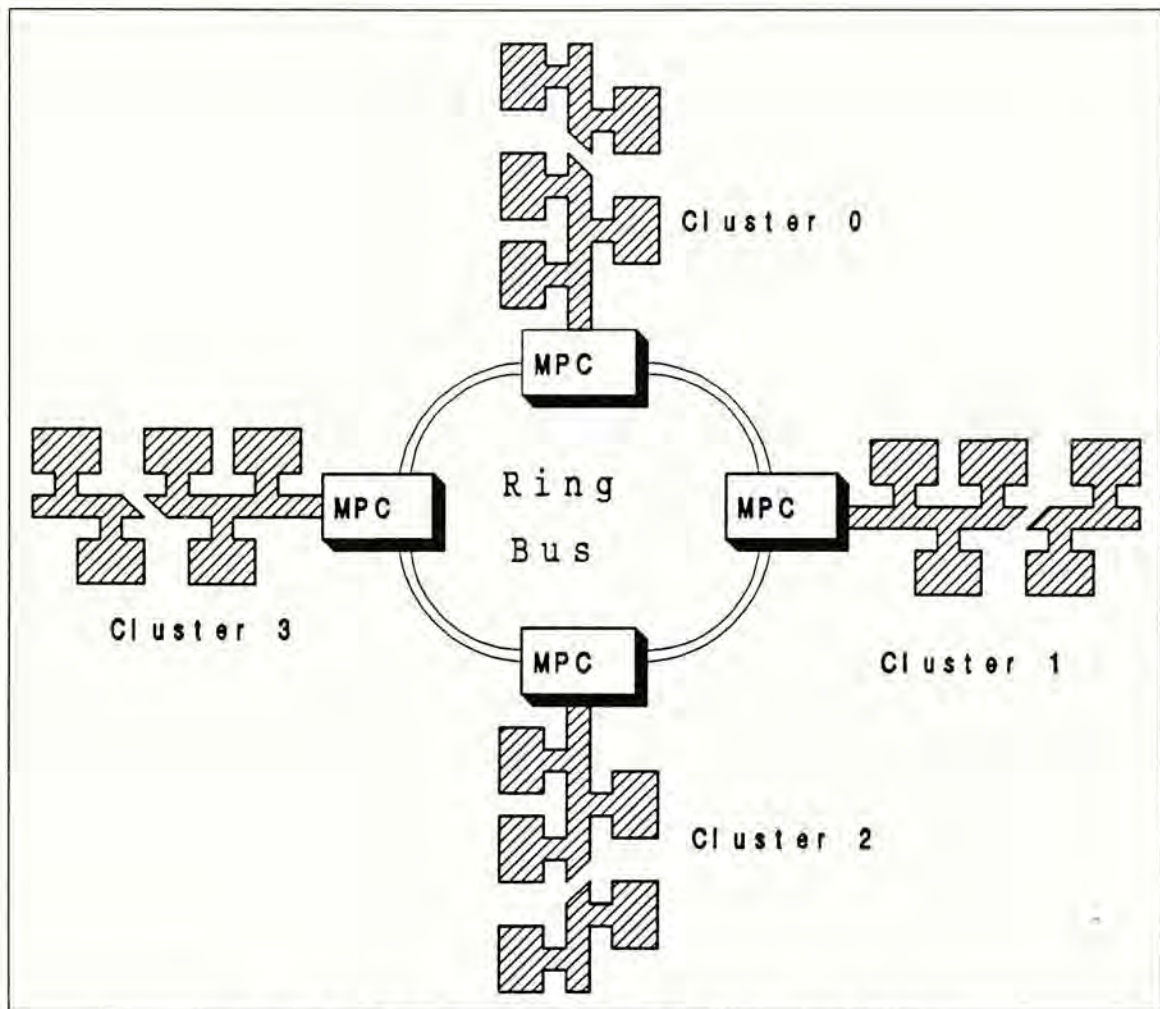 Cluster 0
MPC
Ring
Bus
MPC
MPC
Cluster 3
MPC
Cluster 1
Cluster 2